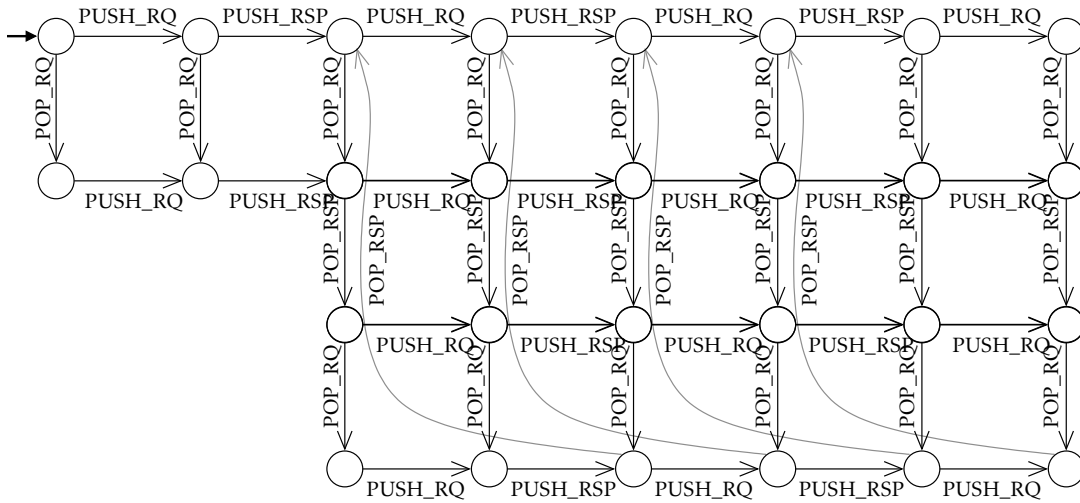 PUSH_RQ PUSH_RSP PUSH_RQ PUSH_RSP PUSH_RQ PUSH_RSP PUSH_RQ
POP_RQ POP_RQ POP_RQ POP_RQ POP_RQ POP_RQ POP_RQ POP_RQ
PUSH_RQ PUSH_RSP PUSH_RQ PUSH_RSP PUSH_RQ PUSH_RSP PUSH_RQ
POP_RSP POP_RSP POP_RSP POP_RSP POP_RSP POP_RSP
POP_RSP POP_RSP POP_RSP POP_RSP
PUSH_RQ PUSH_RSP PUSH_RQ PUSH_RSP PUSH_RQ
POP_RQ POP_RQ POP_RQ POP_RQ POP_RQ POP_RQ
PUSH_RQ PUSH_RSP PUSH_RQ PUSH_RSP PUSH_RQ